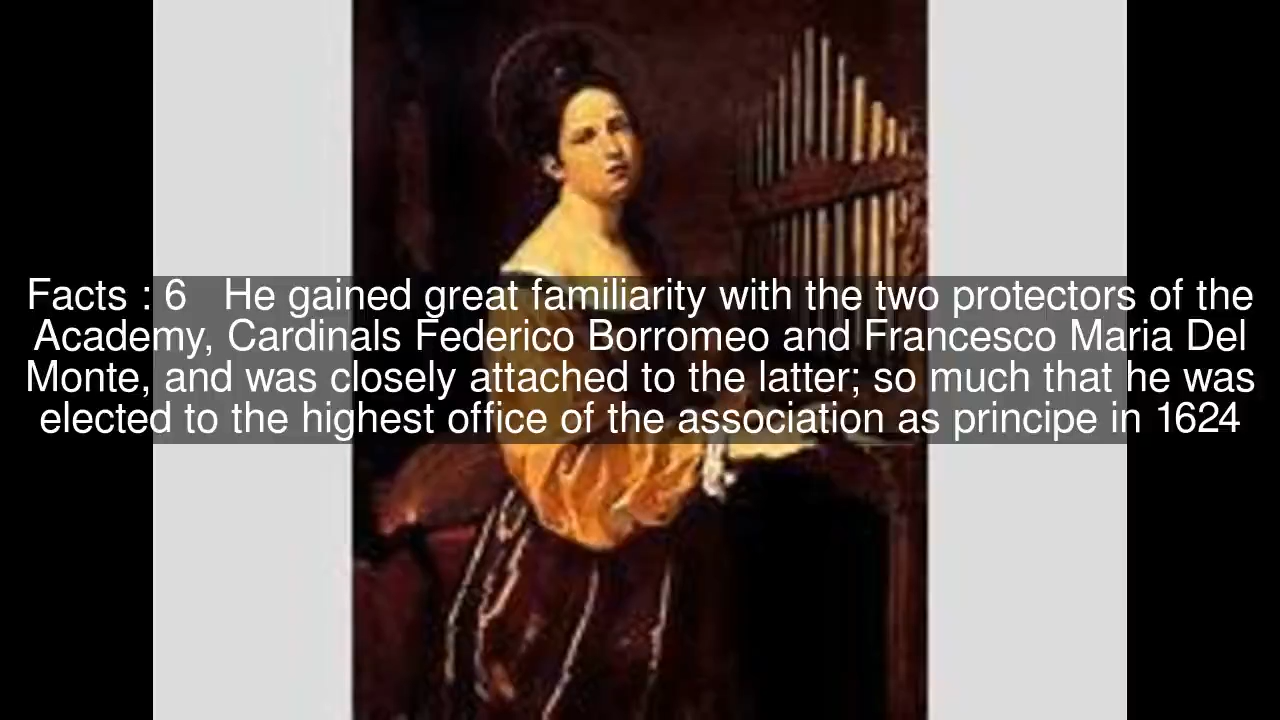 Facts : 6 He gained great familiarity with the two protectors of the
Academy, Cardinals Federico Borromeo and Francesco Maria Del
Monte, and was closely attached to the latter; so much that he was
elected to the highest office of the association as principe in 1624